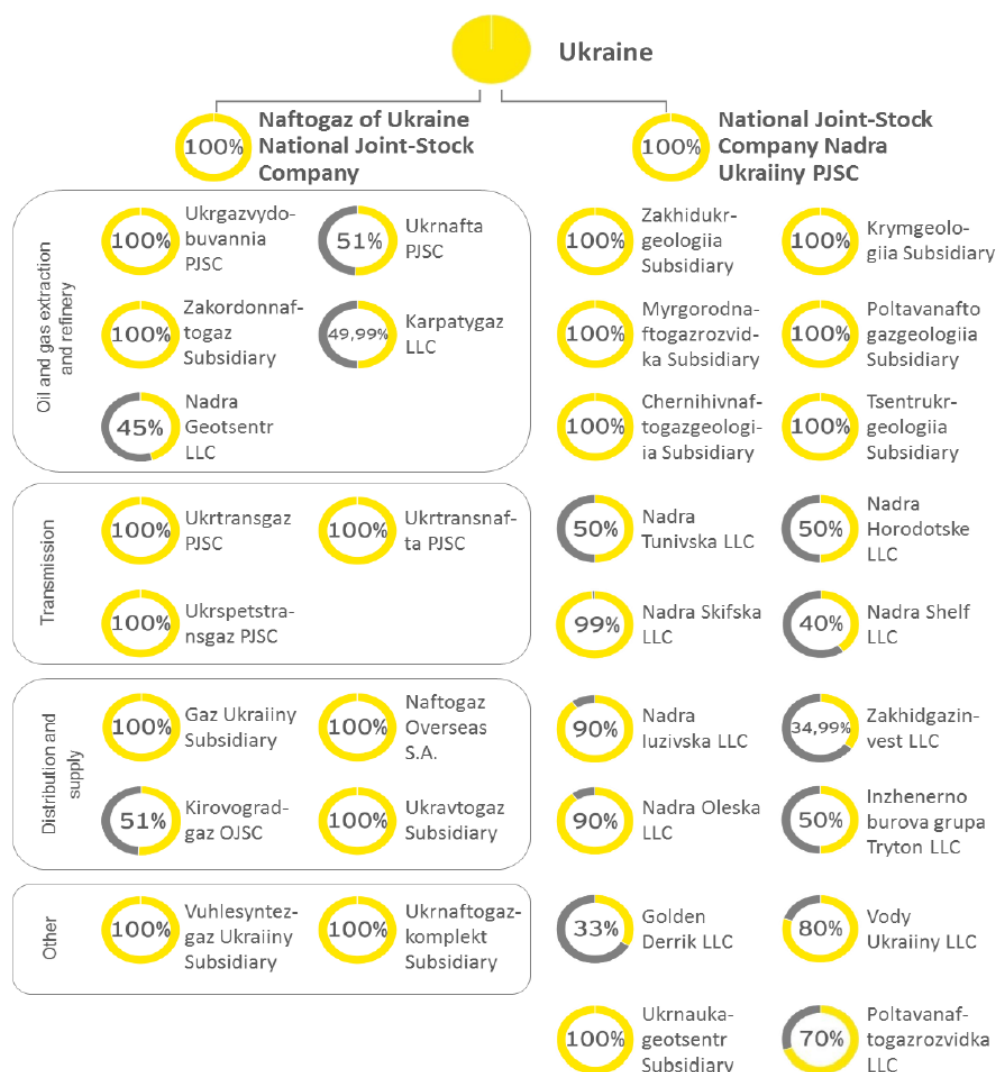 Ukraine
100%
Naftogaz of Ukraine
National Joint-Stock
Company
100%
National Joint-Stock
Company Nadra
Ukraiiny PJSC
Oil and gas extraction
and refinery
100%
Ukrgazvydo-
buvannia
PJSC
51%
Ukrnafta
PJSC
100%
Zakordonnaf-
togaz
Subsidiary
49,99%
Karpatygaz
LLC
45%
Nadra
Geotsentr
LLC
Transmission
100%
Ukrtransgaz
PJSC
100%
Ukrtransnaf-
ta PJSC
100%
Ukrspetstra-
nsgaz PJSC
Distribution and
supply
100%
Gaz Ukraiiny
Subsidiary
100%
Naftogaz
Overseas
S.A.
51%
Kirovograd-
gaz OJSC
100%
Ukravtogaz
Subsidiary
Other
100%
Vuhlesyntez-
gaz Ukraiiny
Subsidiary
100%
Ukrnaftogaz-
komplekt
Subsidiary
100%
Zakhidukr-
geologiia
Subsidiary
100%
Krymgeolo-
giia Subsidiary
100%
Myrgorodna-
ftogazrozvid-
ka Subsidiary
100%
Poltavanafto
gazgeologiia
Subsidiary
100%
Chernihivnaf-
togazgeologi-
ia Subsidiary
100%
Tsentrukr-
geologiia
Subsidiary
50%
Nadra
Tunivska LLC
50%
Nadra
Horodotske
LLC
99%
Nadra Skifska
LLC
40%
Nadra Shelf
LLC
90%
Nadra
Iuzivska LLC
34,99%
Zakhidgazin-
vest LLC
90%
Nadra Oleska
LLC
50%
Inzhenerno
burova grupa
Tryton LLC
33%
Golden
Derrik LLC
80%
Vody
Ukraiiny LLC
100%
Ukrnauka-
geotsentr
Subsidiary
70%
Poltavanaf-
togazrozvidka
LLC